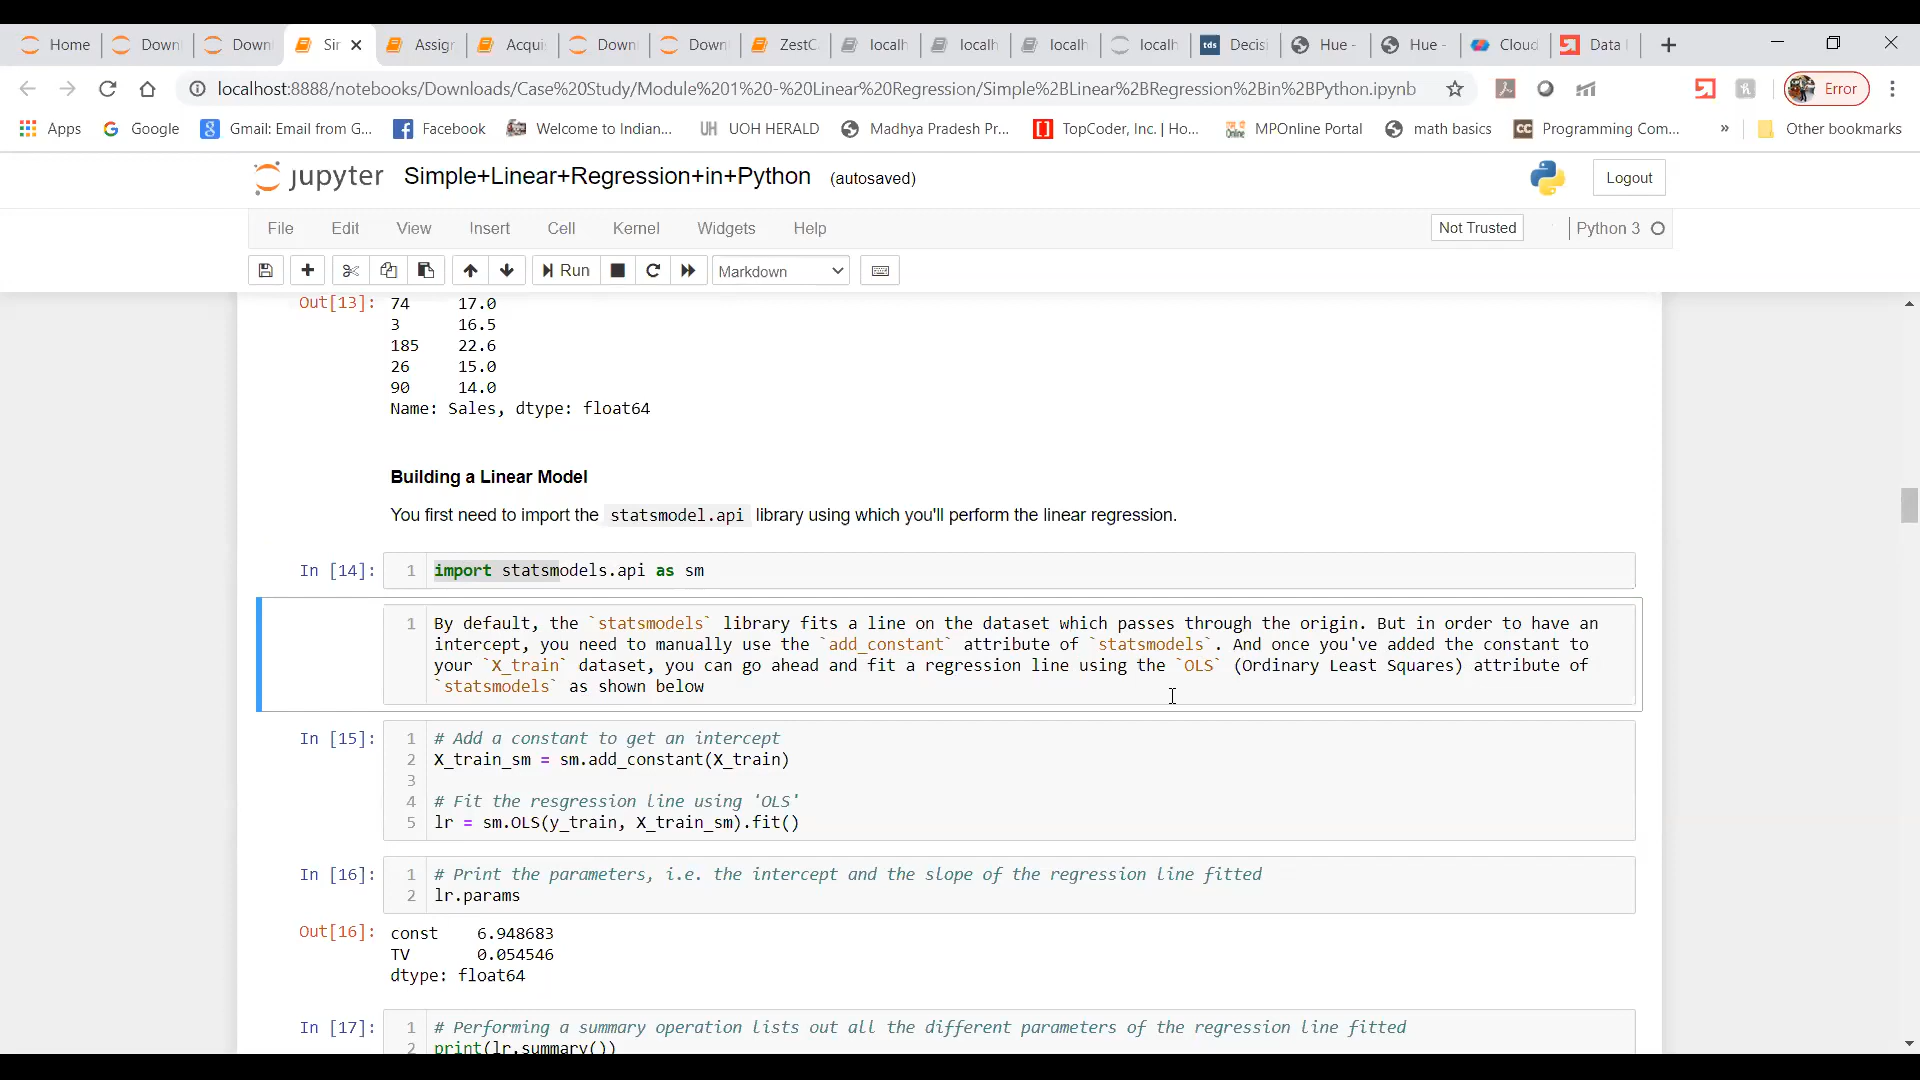 Home
Down
Down
Sir
Assig
Acqui
Down
Down
ZestC
localh
localh
localh
localh
tds Decisi
Hue -
Hue -
Cloud
Data
localhost:8888/notebooks/Downloads/Case%20Study/Module%201%20-%20Linear%20Regression/Simple%2BLinear%2BRegression%2Bin%2BPython.ipynb
Error
Apps
Google
Gmail: Email from G...
Facebook
Welcome to Indian...
UH UOH HERALD
Madhya Pradesh Pr...
TopCoder, Inc. | Ho...
MPOnline Portal
math basics
CC Programming Com...
»
Other bookmarks
jupyter Simple+Linear+Regression+in+Python (autosaved)
Logout
File Edit View Insert Cell Kernel Widgets Help
Not Trusted
Python 3
Run
Markdown
Out[13]: 74 17.0
3 16.5
185 22.6
26 15.0
90 14.0
Name: Sales, dtype: float64
Building a Linear Model
You first need to import the statsmodel.api library using which you'll perform the linear regression.
In [14]: 1 import statsmodels.api as sm
1 By default, the `statsmodels` library fits a line on the dataset which passes through the origin. But in order to have an
intercept, you need to manually use the `add_constant` attribute of `statsmodels`. And once you've added the constant to
your `X_train` dataset, you can go ahead and fit a regression line using the `OLS` (Ordinary Least Squares) attribute of
`statsmodels` as shown below
In [15]: 1 # Add a constant to get an intercept
2 X_train_sm = sm.add_constant(X_train)
3
4 # Fit the resgression line using 'OLS'
5 lr = sm.OLS(y_train, X_train_sm).fit()
In [16]: 1 # Print the parameters, i.e. the intercept and the slope of the regression line fitted
2 lr.params
Out[16]: const 6.948683
TV 0.054546
dtype: float64
In [17]: 1 # Performing a summary operation lists out all the different parameters of the regression line fitted
2 print(lr.summary())